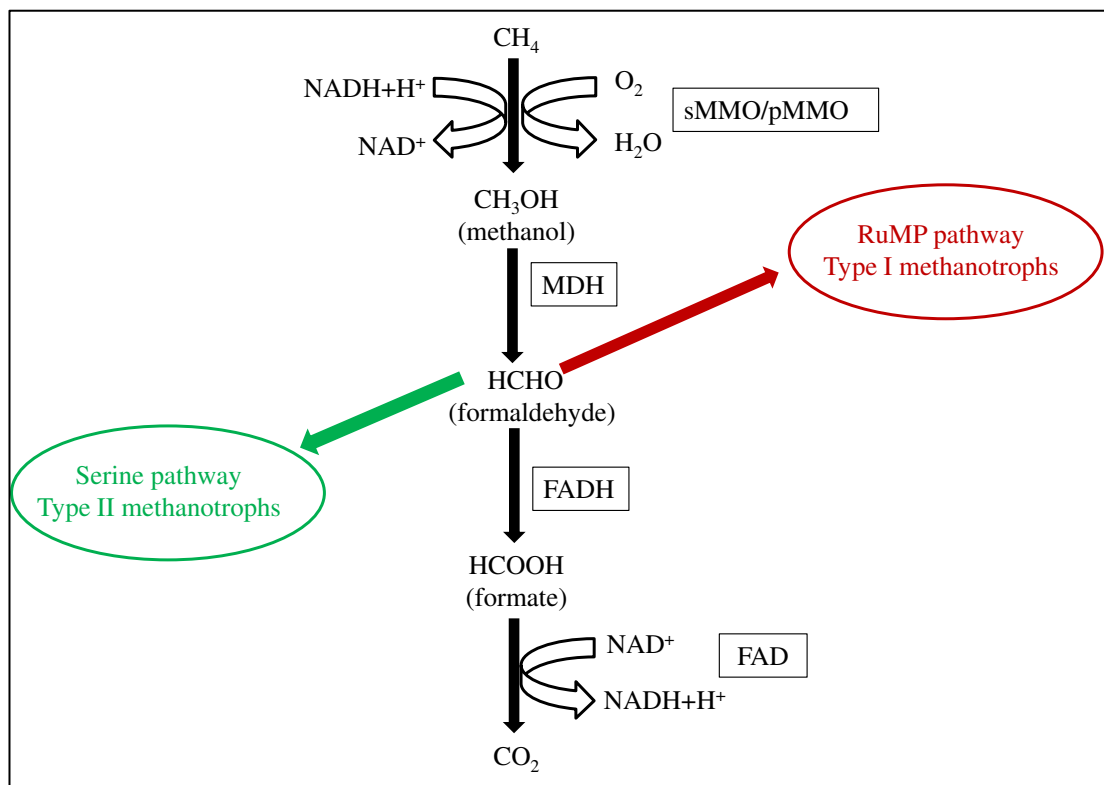 CH₄
NADH+H⁺
O₂
sMMO/pMMO
NAD⁺
H₂O
CH₃OH
(methanol)
RuMP pathway
Type I methanotrophs
MDH
HCHO
(formaldehyde)
Serine pathway
Type II methanotrophs
FADH
HCOOH
(formate)
NAD⁺
FAD
NADH+H⁺
CO₂